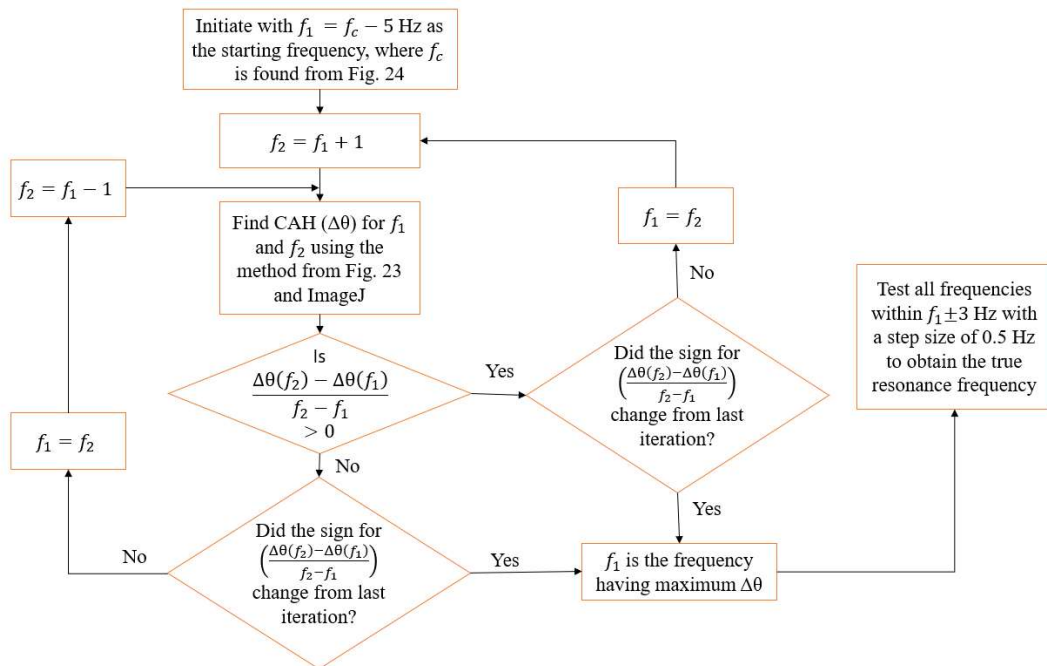 Initiate with f₁ = f꜀ − 5 Hz as
the starting frequency, where f꜀
is found from Fig. 24
f₂ = f₁ + 1
f₂ = f₁ − 1
Find CAH (Δθ) for f₁
and f₂ using the
method from Fig. 23
and ImageJ
f₁ = f₂
Test all frequencies
within f₁±3 Hz with
a step size of 0.5 Hz
to obtain the true
resonance frequency
No
Is
Δθ(f₂) − Δθ(f₁)
f₂ − f₁
> 0
Yes
Did the sign for
(Δθ(f₂)−Δθ(f₁)
f₂−f₁)
change from last
iteration?
f₁ = f₂
No
Yes
No
Did the sign for
(Δθ(f₂)−Δθ(f₁)
f₂−f₁)
change from last
iteration?
Yes
f₁ is the frequency
having maximum Δθ